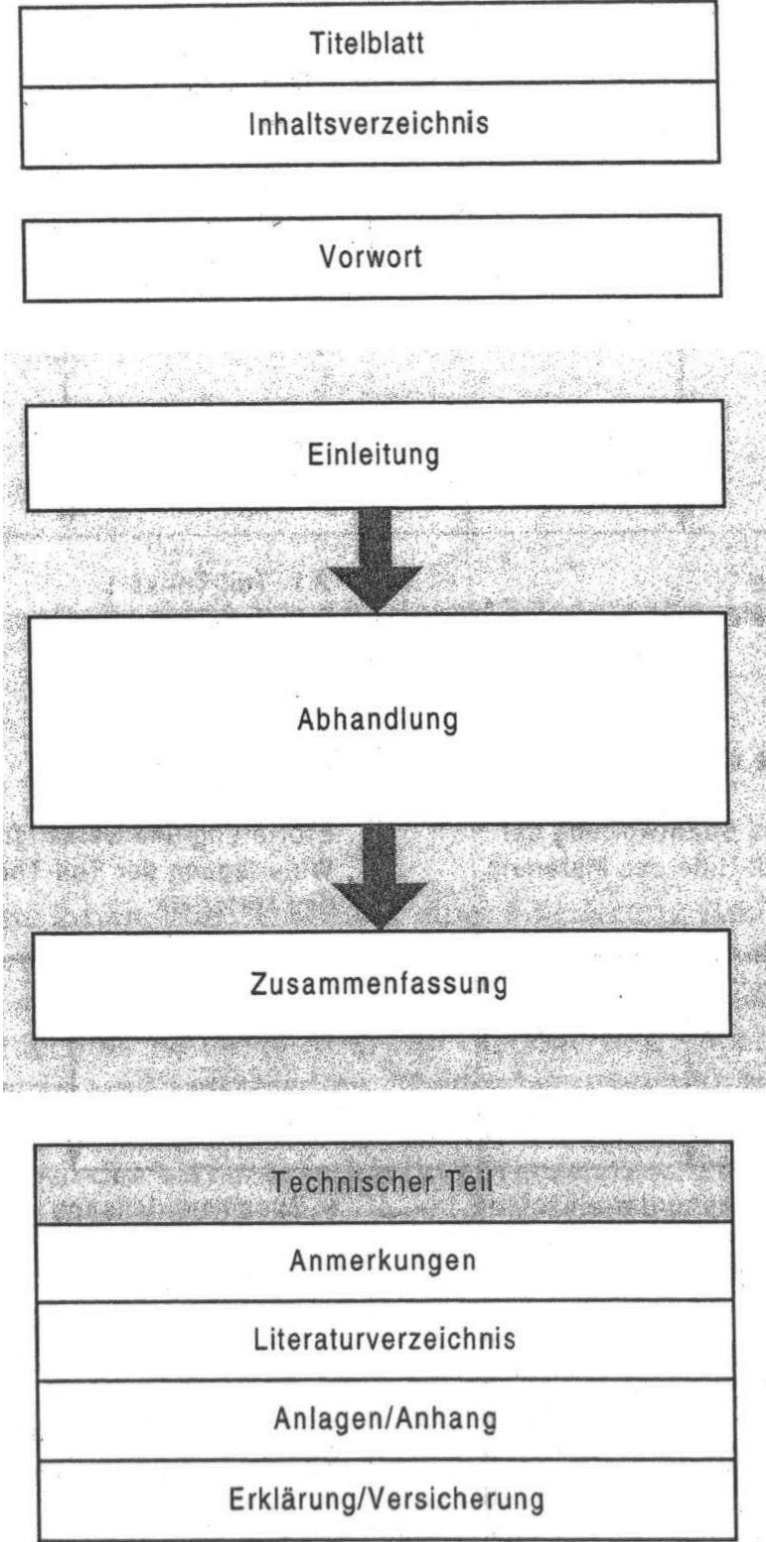 Titelblatt
Inhaltsverzeichnis
Vorwort
Einleitung
Abhandlung
Zusammenfassung
Technischer Teil
Anmerkungen
Literaturverzeichnis
Anlagen/Anhang
Erklärung/Versicherung